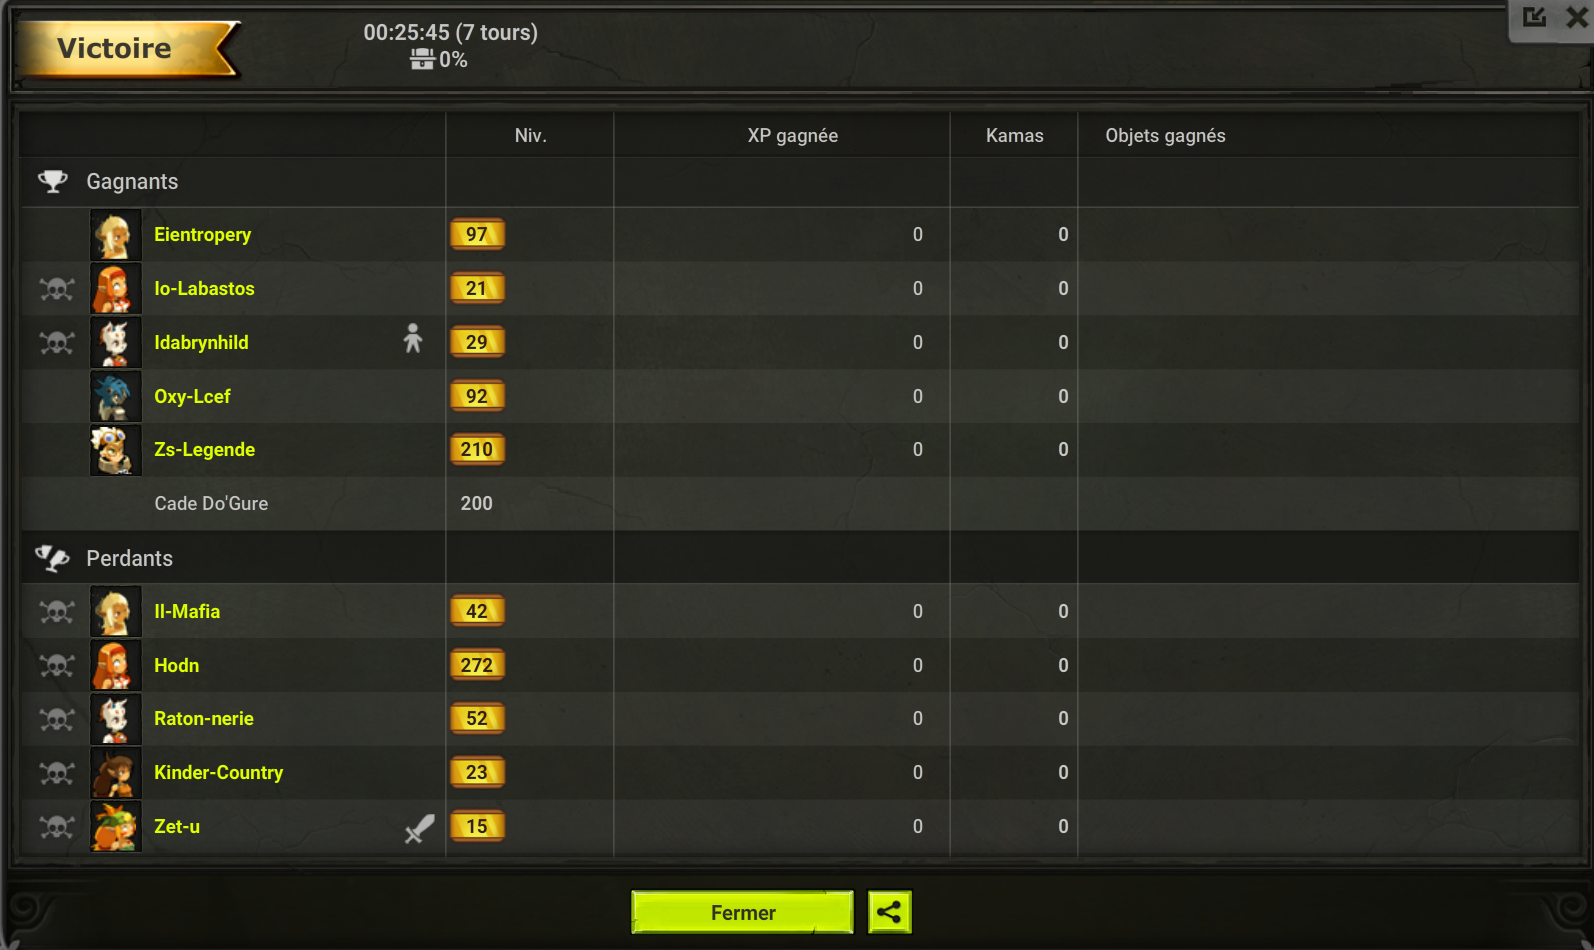 Victoire
00:25:45 (7 tours)
0%
Niv. XP gagnée Kamas Objets gagnés
Gagnants
Eientropery 97 0 0
Io-Labastos 21 0 0
Idabrynhild 29 0 0
Oxy-Lcef 92 0 0
Zs-Legende 210 0 0
Cade Do'Gure 200
Perdants
Il-Mafia 42 0 0
Hodn 272 0 0
Raton-nerie 52 0 0
Kinder-Country 23 0 0
Zet-u 15 0 0
Fermer